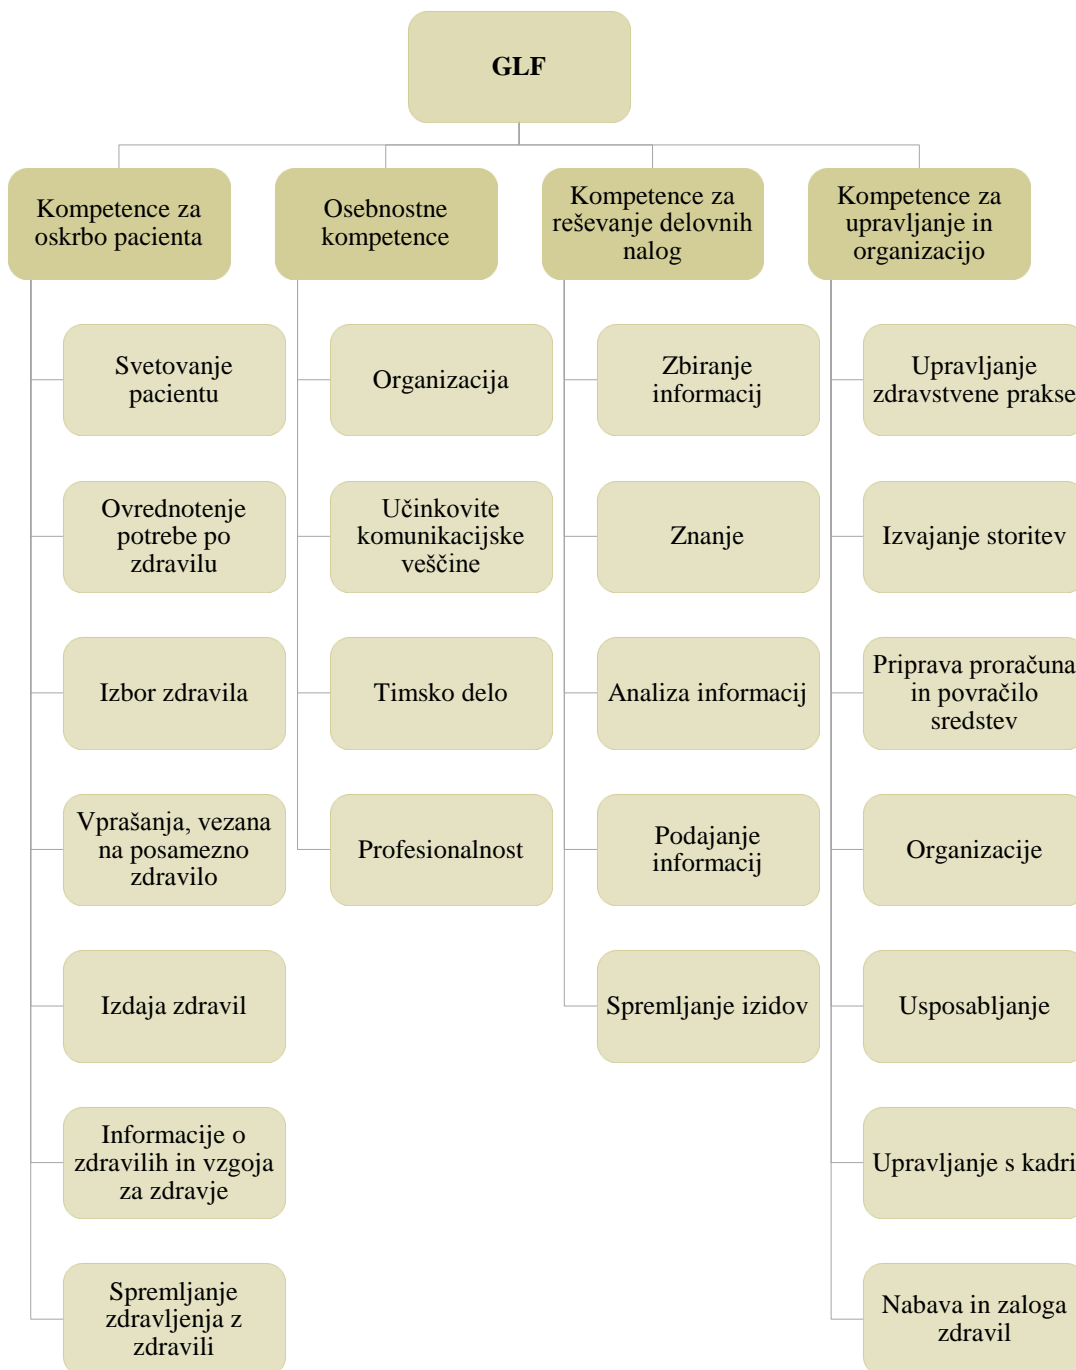 GLF
Kompetence za
oskrbo pacienta
Svetovanje
pacientu
Ovrednotenje
potrebe po
zdravilu
Izbor zdravila
Vprašanja, vezana
na posamezno
zdravilo
Izdaja zdravil
Informacije o
zdravilih in vzgoja
za zdravje
Spremljanje
zdravljenja z
zdravili
Osebnostne
kompetence
Organizacija
Učinkovite
komunikacijske
veščine
Timsko delo
Profesionalnost
Kompetence za
reševanje delovnih
nalog
Zbiranje
informacij
Znanje
Analiza informacij
Podajanje
informacij
Spremljanje izidov
Kompetence za
upravljanje in
organizacijo
Upravljanje
zdravstvene prakse
Izvajanje storitev
Priprava proračuna
in povračilo
sredstev
Organizacije
Usposabljanje
Upravljanje s kadri
Nabava in zaloga
zdravil